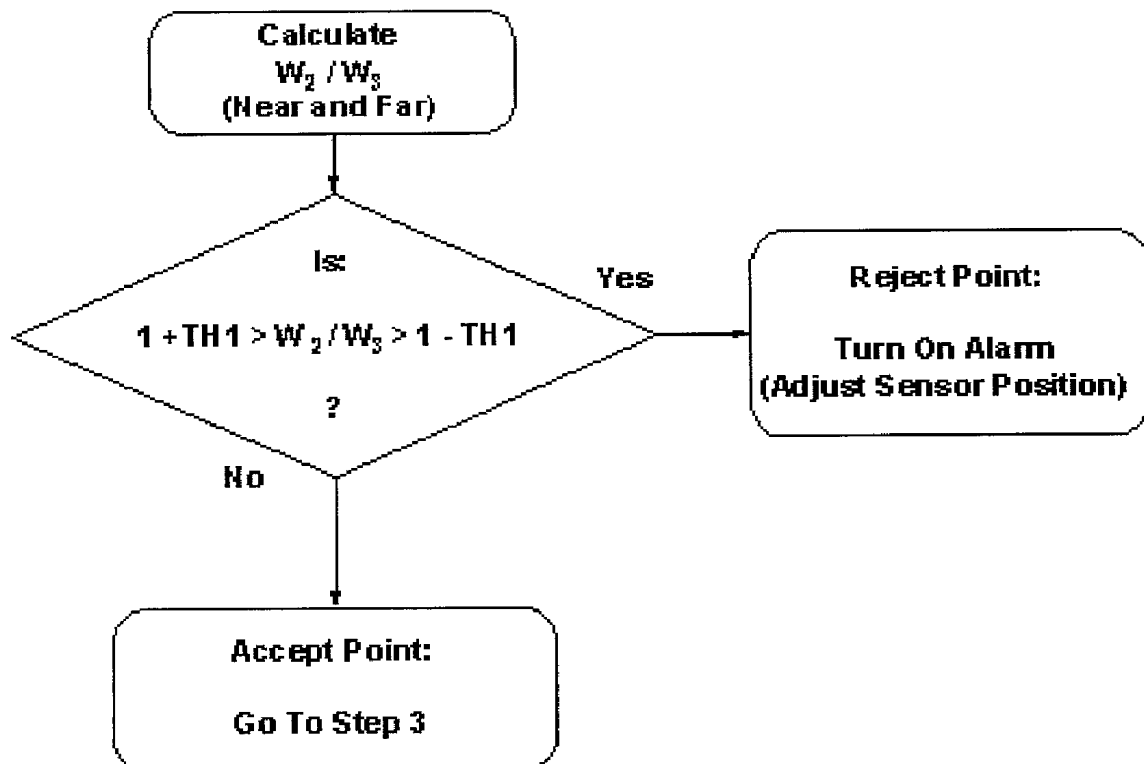 Calculate
W₂ / W₃
(Near and Far)
Is:
1 + TH1 > W₂ / W₃ > 1 - TH1
?
Yes
Reject Point:
Turn On Alarm
(Adjust Sensor Position)
No
Accept Point:
Go To Step 3